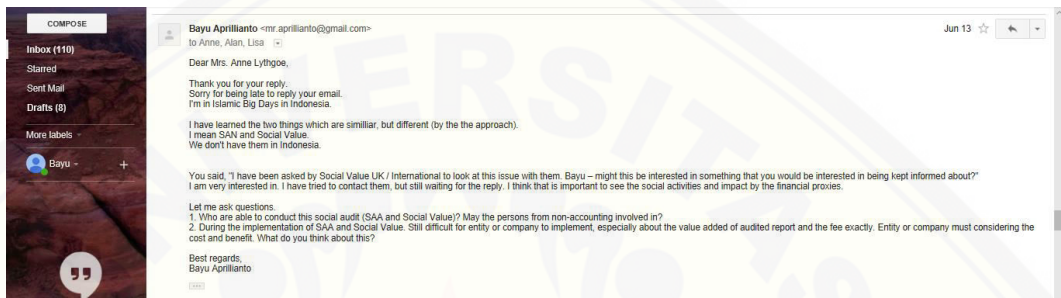 COMPOSE
Inbox (110)
Starred
Sent Mail
Drafts (8)
More labels
Bayu
Bayu Aprillianto <mr.aprillianto@gmail.com>
Jun 13
to Anne, Alan, Lisa
Dear Mrs. Anne Lythgoe,
Thank you for your reply.
Sorry for being late to reply your email.
I'm in Islamic Big Days in Indonesia.
I have learned the two things which are similliar, but different (by the the approach).
I mean SAN and Social Value.
We don't have them in Indonesia.
You said, "I have been asked by Social Value UK / International to look at this issue with them. Bayu – might this be interested in something that you would be interested in being kept informed about?"
I am very interested in. I have tried to contact them, but still waiting for the reply. I think that is important to see the social activities and impact by the financial proxies.
Let me ask questions.
1. Who are able to conduct this social audit (SAA and Social Value)? May the persons from non-accounting involved in?
2. During the implementation of SAA and Social Value. Still difficult for entity or company to implement, especially about the value added of audited report and the fee exactly. Entity or company must considering the
cost and benefit. What do you think about this?
Best regards,
Bayu Aprillianto